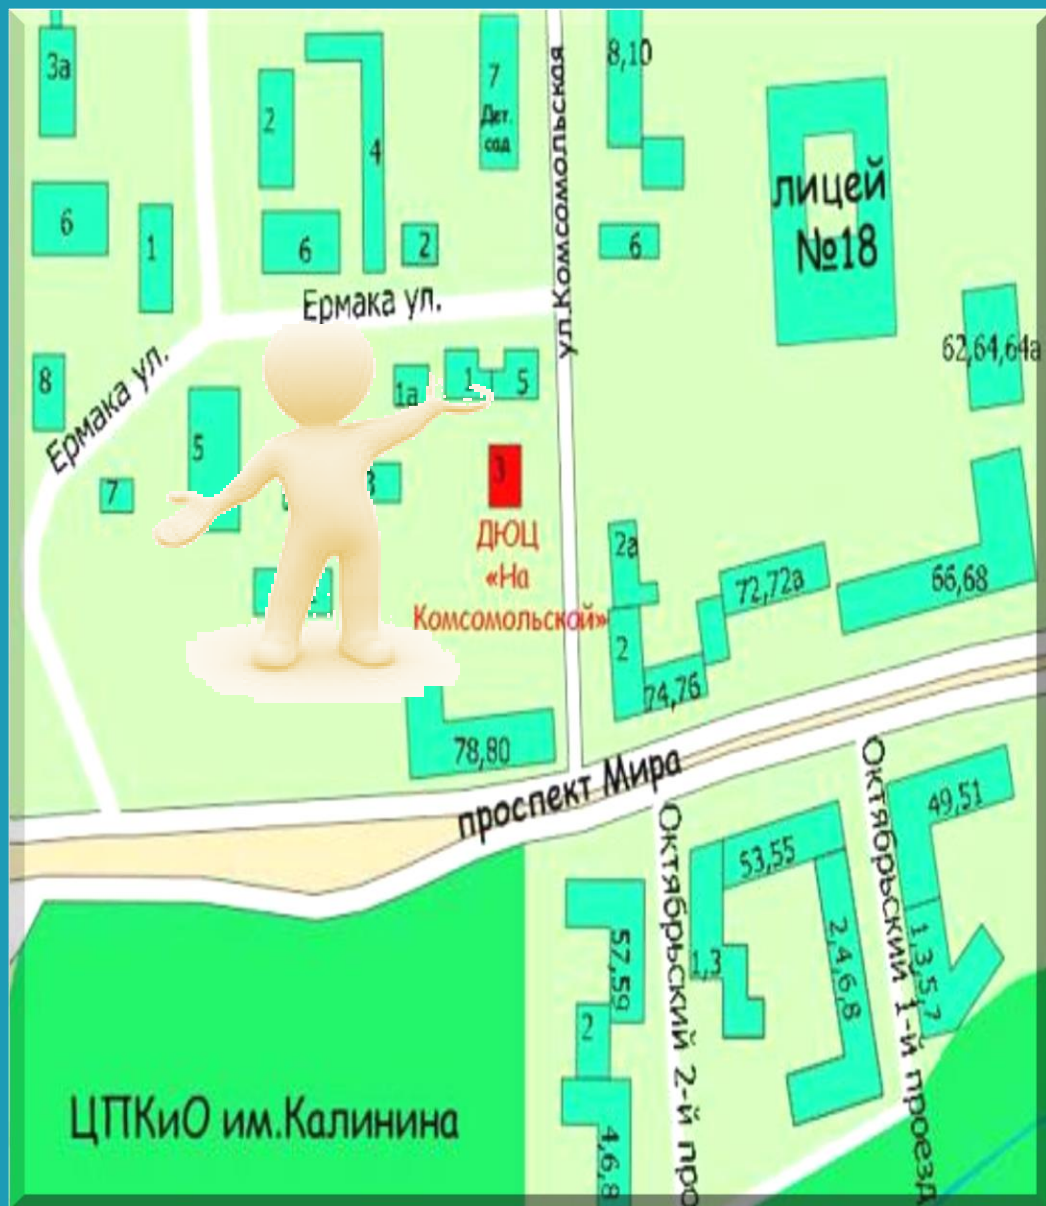 3а
2
4
7
Дет.
сад
ул.Комсомольская
8,10
лицей
№18
6
1
6
2
6
Ермака ул.
62,64,64а
8
Ермака ул.
5
1а
1
5
7
3
3
ДЮЦ
«На
Комсомольской»
2а
72,72а
66,68
2
74,76
78,80
проспект Мира
Октябрьский 2-й про
Октябрьский 1-й проезд
49,51
53,55
57,59
1,3
2,4,6,8
1,3,5,7
2
4,6,8
ЦПКиО им.Калинина